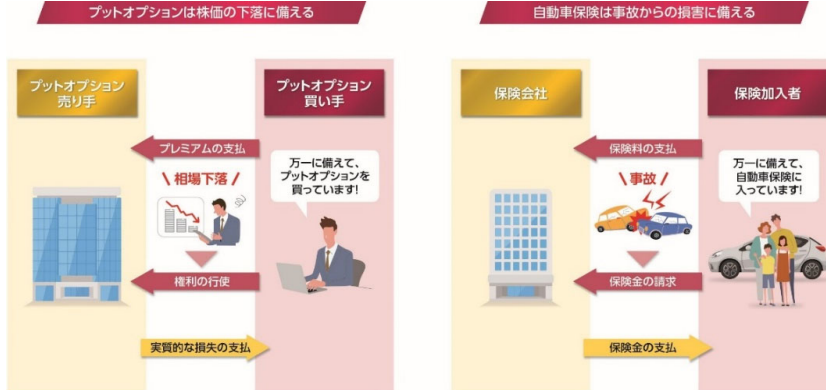 プットオプションは株価の下落に備える
プットオプション
売り手
プットオプション
買い手
プレミアムの支払
相場下落
万一に備えて、
プットオプションを
買っています!
権利の行使
実質的な損失の支払
自動車保険は事故からの損害に備える
保険会社
保険加入者
保険料の支払
事故
万一に備えて、
自動車保険に
入っています!
保険金の請求
保険金の支払